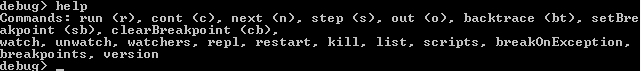 debug> help
Commands: run (r), cont (c), next (n), step (s), out (o), backtrace (bt), setBre
akpoint (sb), clearBreakpoint (cb),
watch, unwatch, watchers, repl, restart, kill, list, scripts, breakOnException,
breakpoints, version
debug> _